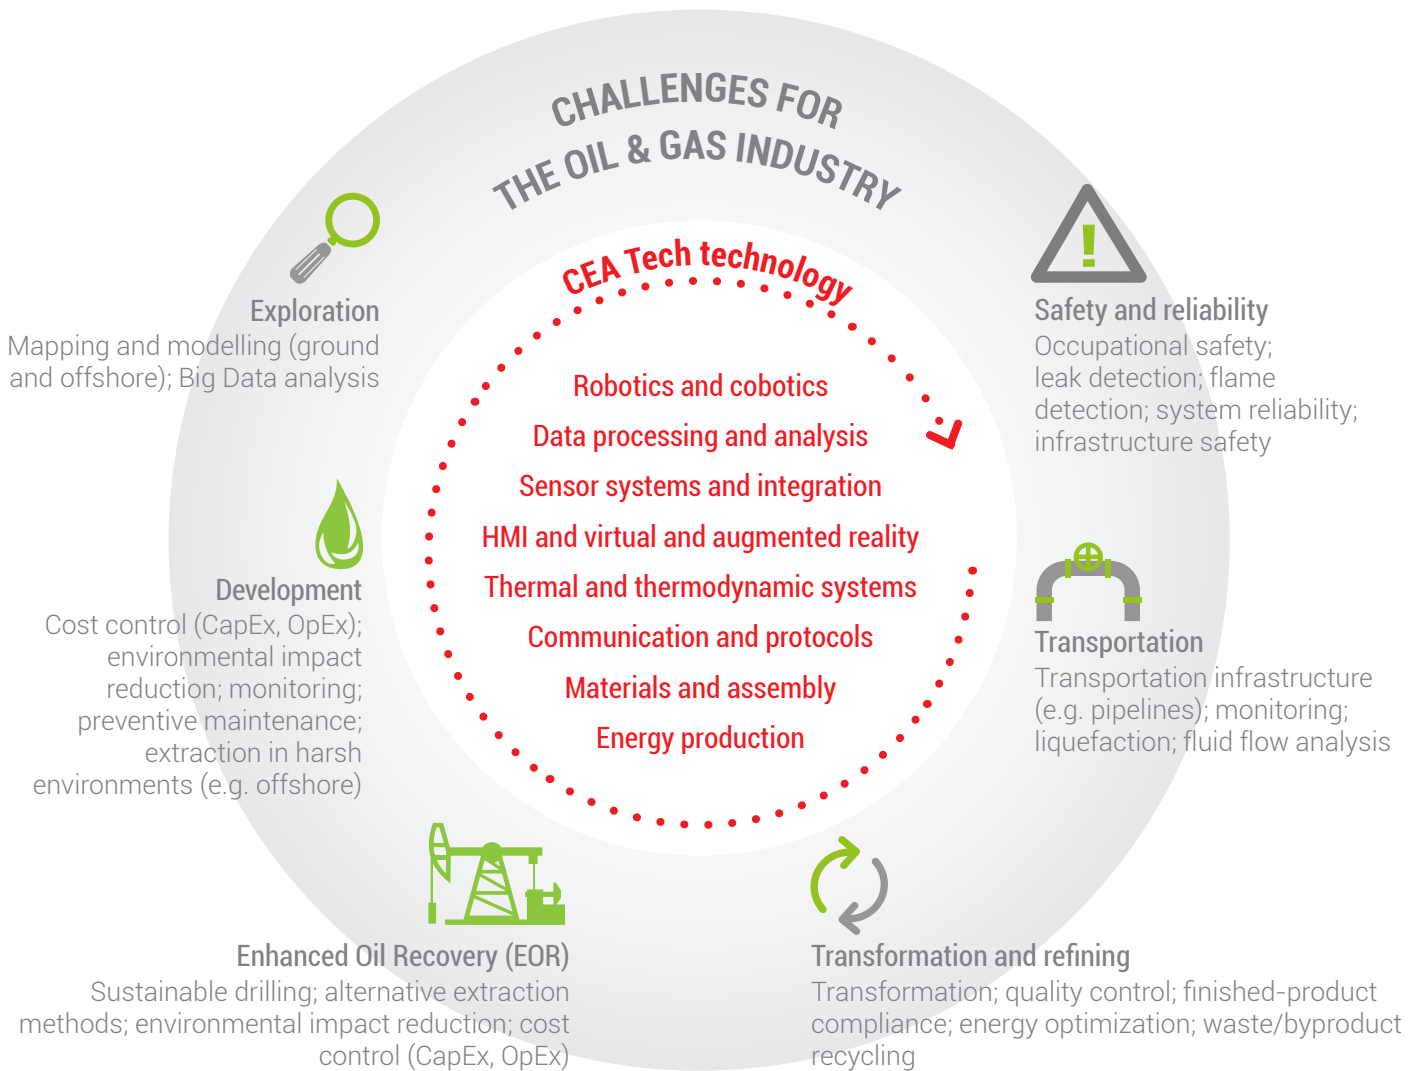 CHALLENGES FOR
THE OIL & GAS INDUSTRY
CEA Tech technology
Robotics and cobotics
Data processing and analysis
Sensor systems and integration
HMI and virtual and augmented reality
Thermal and thermodynamic systems
Communication and protocols
Materials and assembly
Energy production
Exploration
Mapping and modelling (ground
and offshore); Big Data analysis
Development
Cost control (CapEx, OpEx);
environmental impact
reduction; monitoring;
preventive maintenance;
extraction in harsh
environments (e.g. offshore)
Enhanced Oil Recovery (EOR)
Sustainable drilling; alternative extraction
methods; environmental impact reduction; cost
control (CapEx, OpEx)
!
Safety and reliability
Occupational safety;
leak detection; flame
detection; system reliability;
infrastructure safety
Transportation
Transportation infrastructure
(e.g. pipelines); monitoring;
liquefaction; fluid flow analysis
Transformation and refining
Transformation; quality control; finished-product
compliance; energy optimization; waste/byproduct
recycling